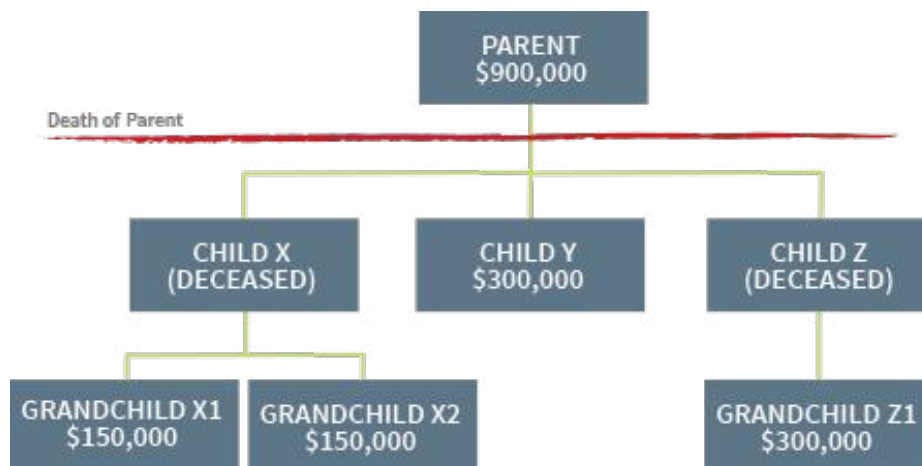 PARENT
$900,000
Death of Parent
CHILD X
(DECEASED)
CHILD Y
$300,000
CHILD Z
(DECEASED)
GRANDCHILD X1
$150,000
GRANDCHILD X2
$150,000
GRANDCHILD Z1
$300,000